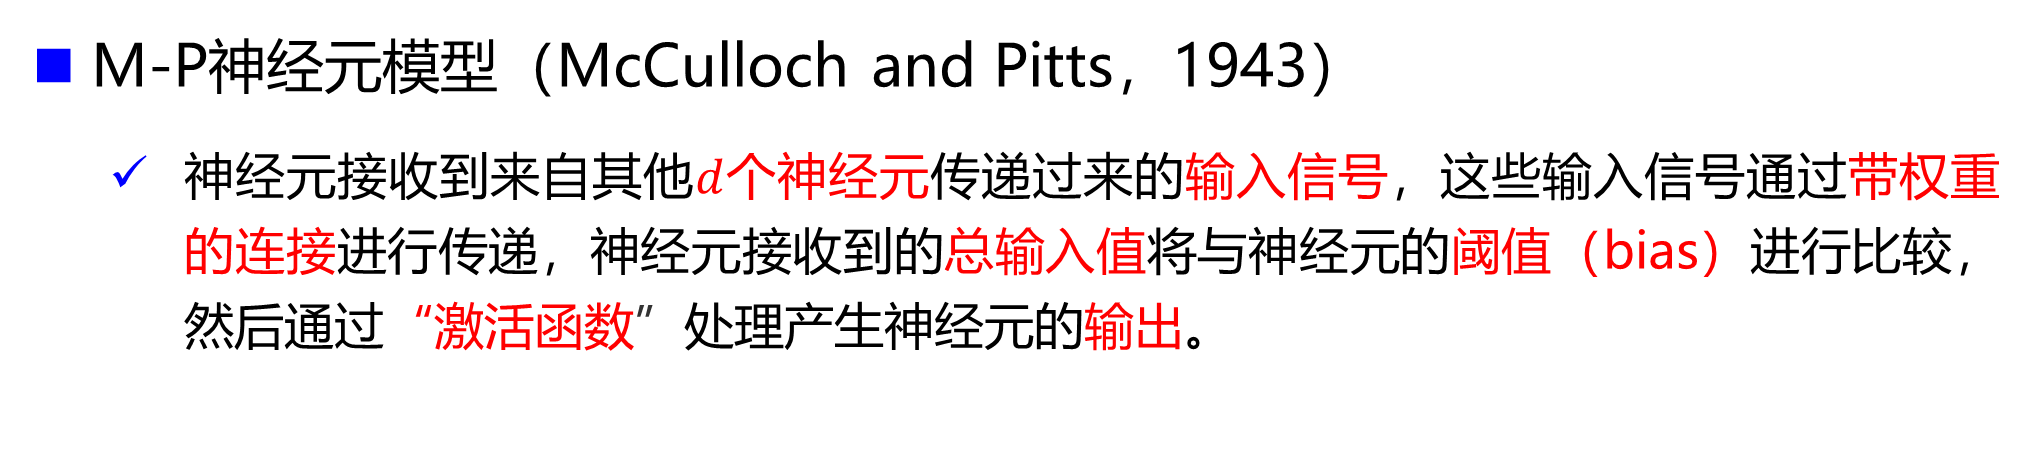 M-P神经元模型（McCulloch and Pitts，1943）
神经元接收到来自其他d个神经元传递过来的输入信号，这些输入信号通过带权重
的连接进行传递，神经元接收到的总输入值将与神经元的阈值（bias）进行比较，
然后通过“激活函数”处理产生神经元的输出。